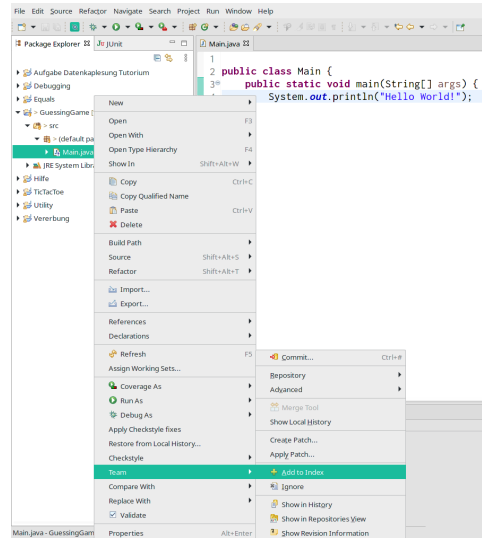 File Edit Source Refactor Navigate Search Project Run Window Help
Package Explorer
JUnit
Main.java
Aufgabe Datenkaplesung Tutorium
Debugging
Equals
> GuessingGame [
> src
> (default pa
Main.java
JRE System Libra
Hilfe
TicTacToe
Utility
Vererbung
1
2 public class Main {
3 public static void main(String[] args) {
System.out.println("Hello World!");
New
Open F3
Open With
Open Type Hierarchy F4
Show In Shift+Alt+W
Copy Ctrl+C
Copy Qualified Name
Paste Ctrl+V
Delete
Build Path
Source Shift+Alt+S
Refactor Shift+Alt+T
Import...
Export...
References
Declarations
Refresh F5
Assign Working Sets...
Coverage As
Run As
Debug As
Apply Checkstyle fixes
Restore from Local History...
Checkstyle
Team
Compare With
Replace With
Validate
Properties Alt+Enter
Commit... Ctrl+#
Repository
Advanced
Merge Tool
Show Local History
Create Patch...
Apply Patch...
Add to Index
Ignore
Show in History
Show in Repositories View
Show Revision Information
Main.java - GuessingGam